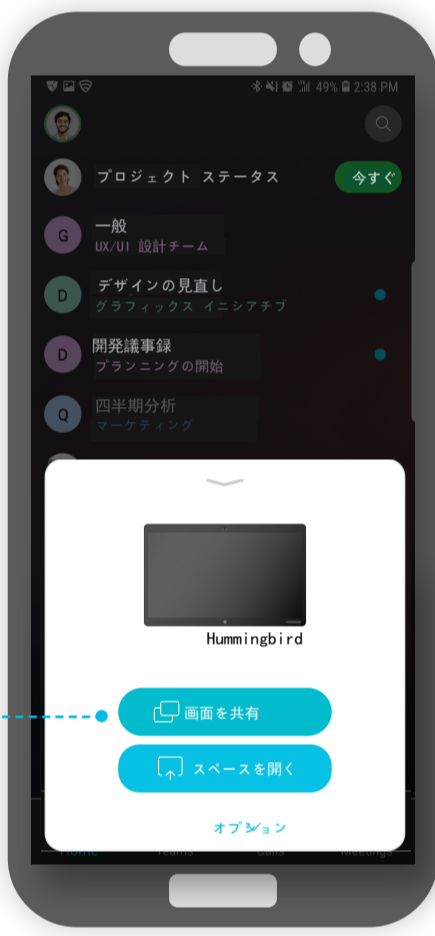 49% 2:38 PM
プロジェクト ステータス 今すぐ
G 一般
UX/UI 設計チーム
D デザインの見直し
グラフィックス イニシアチブ
D 開発議事録
プランニングの開始
Q 四半期分析
マーケティング
Hummingbird
画面を共有
スペースを開く
オプション
Home Teams Calls Meetings